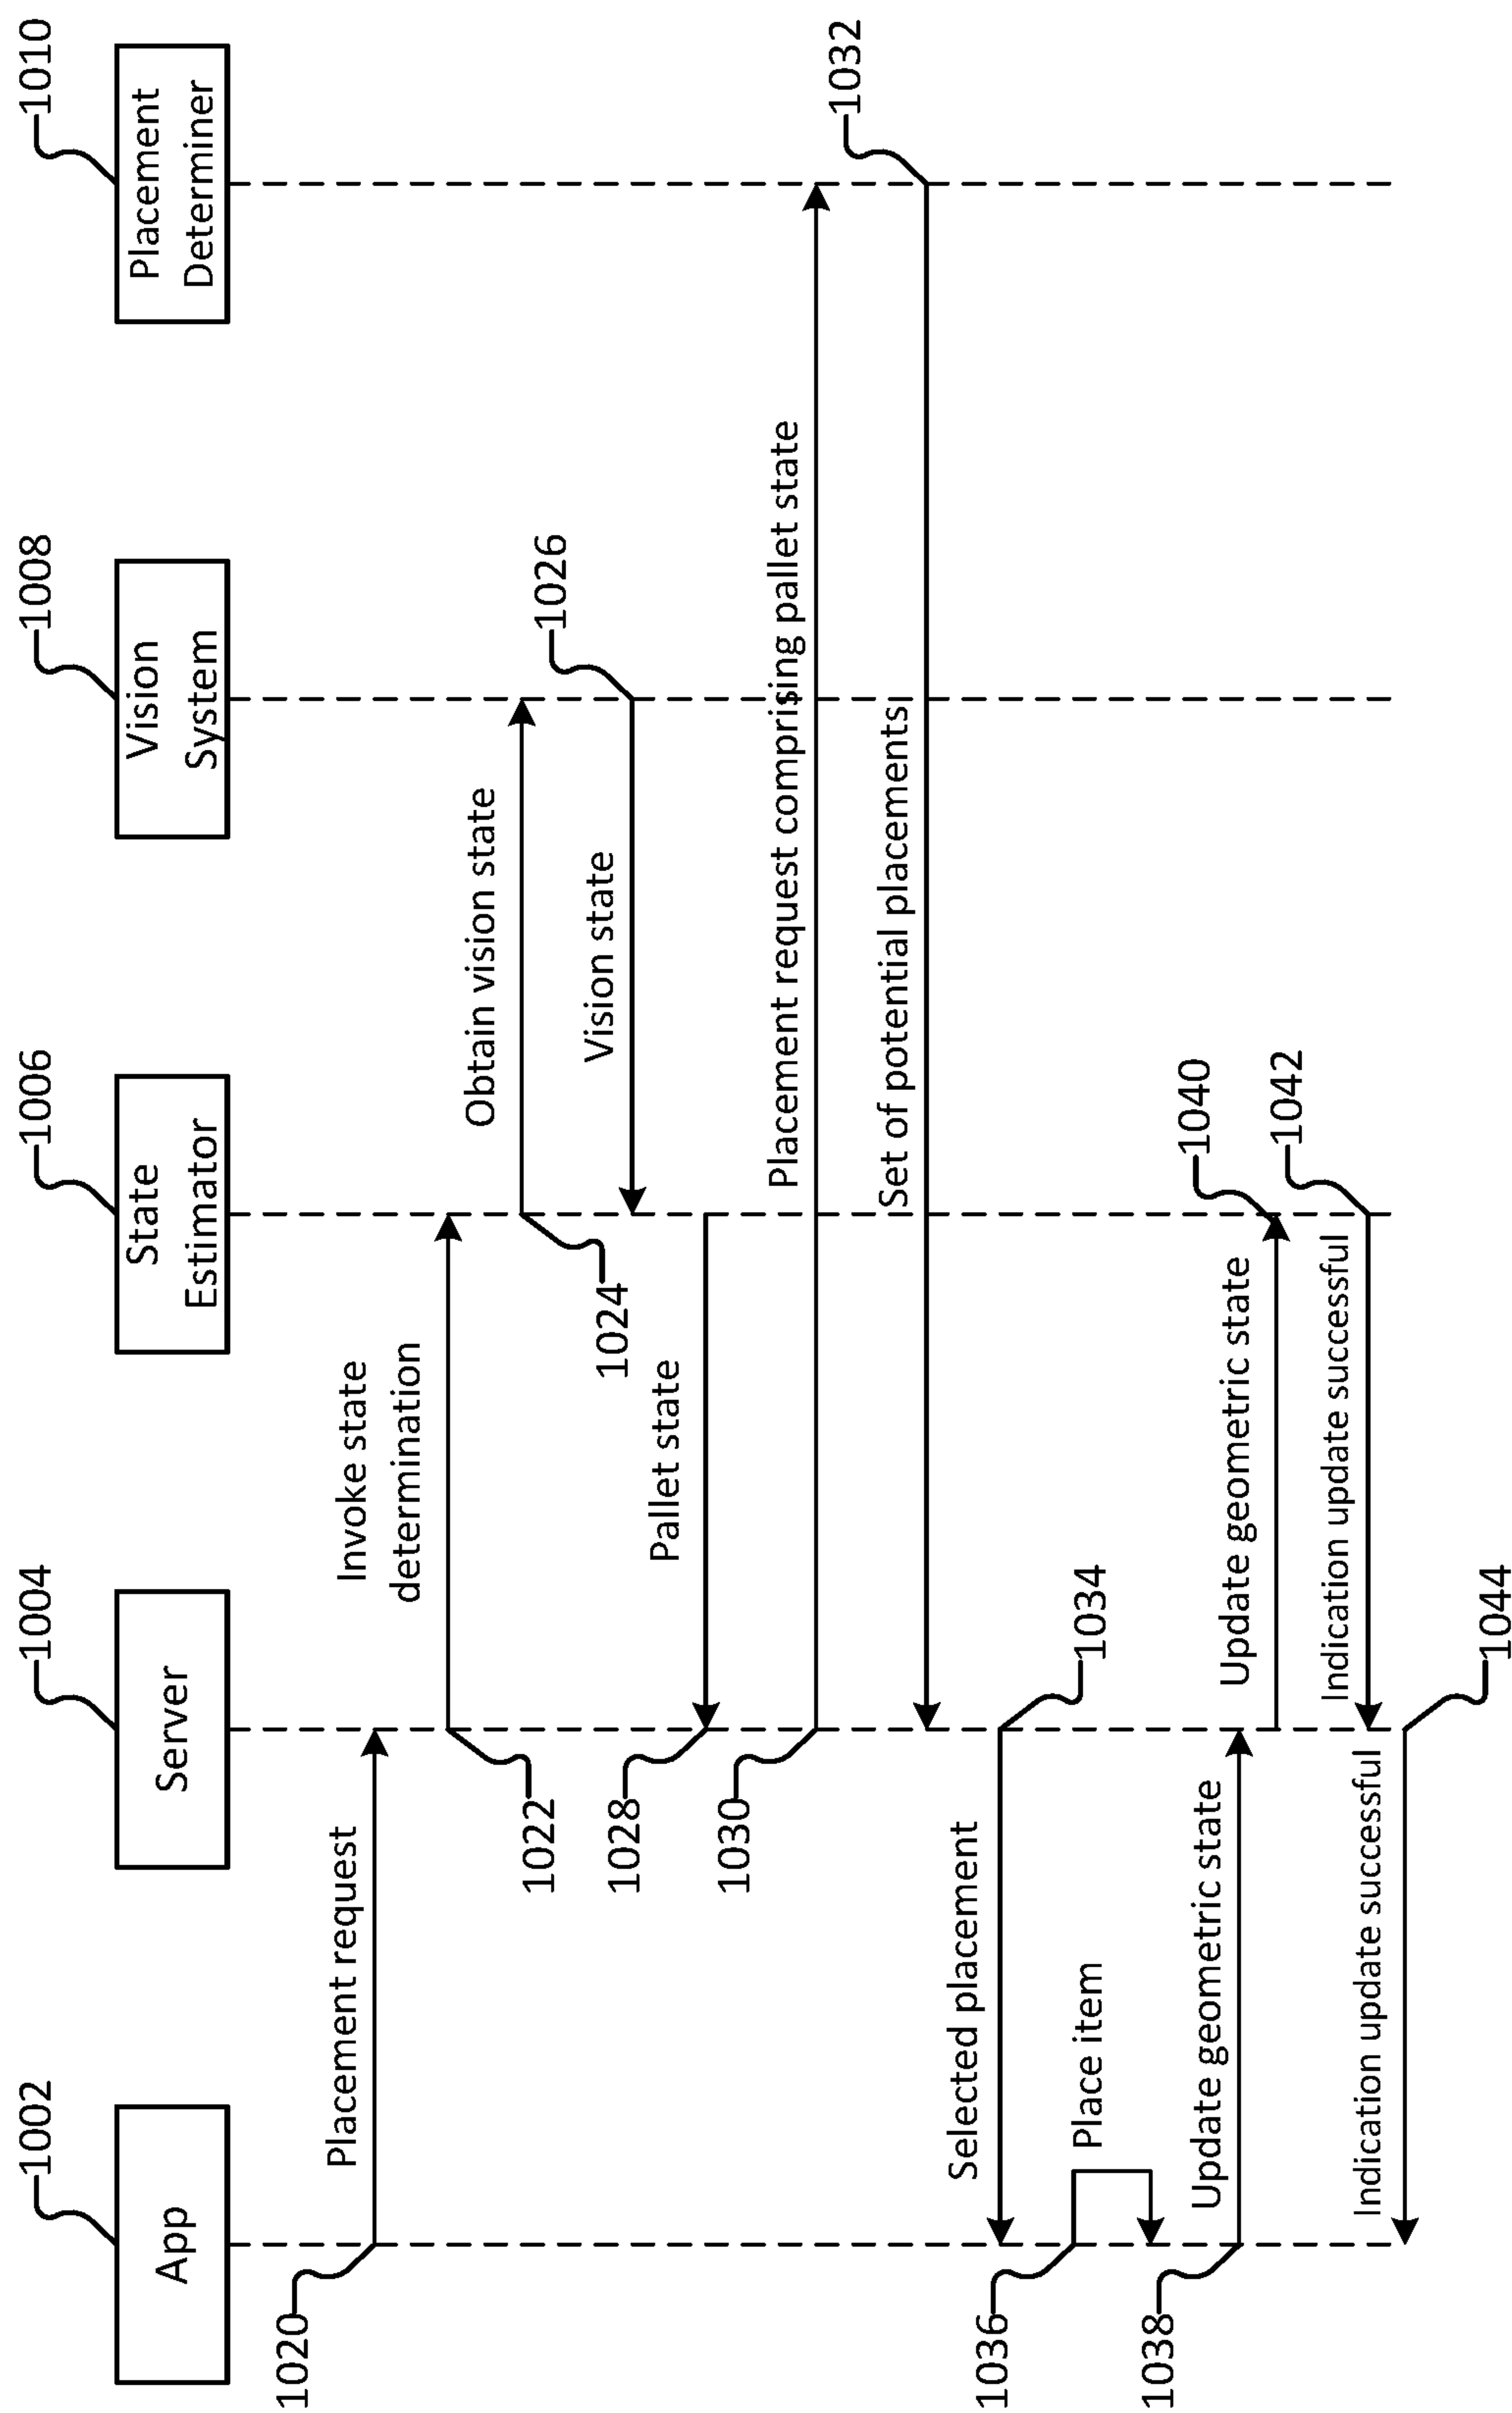 1002
1004
1006
1008
1010
App
Server
State
Estimator
Vision
System
Placement
Determiner
1020
Placement request
Invoke state
determination
1022
Obtain vision state
1024
Vision state
1026
Pallet state
1028
Placement request comprising pallet state
1030
Set of potential placements
1032
Selected placement
1034
1036
Place item
1038
Update geometric state
Update geometric state
1040
Indication update successful
1042
Indication update successful
1044